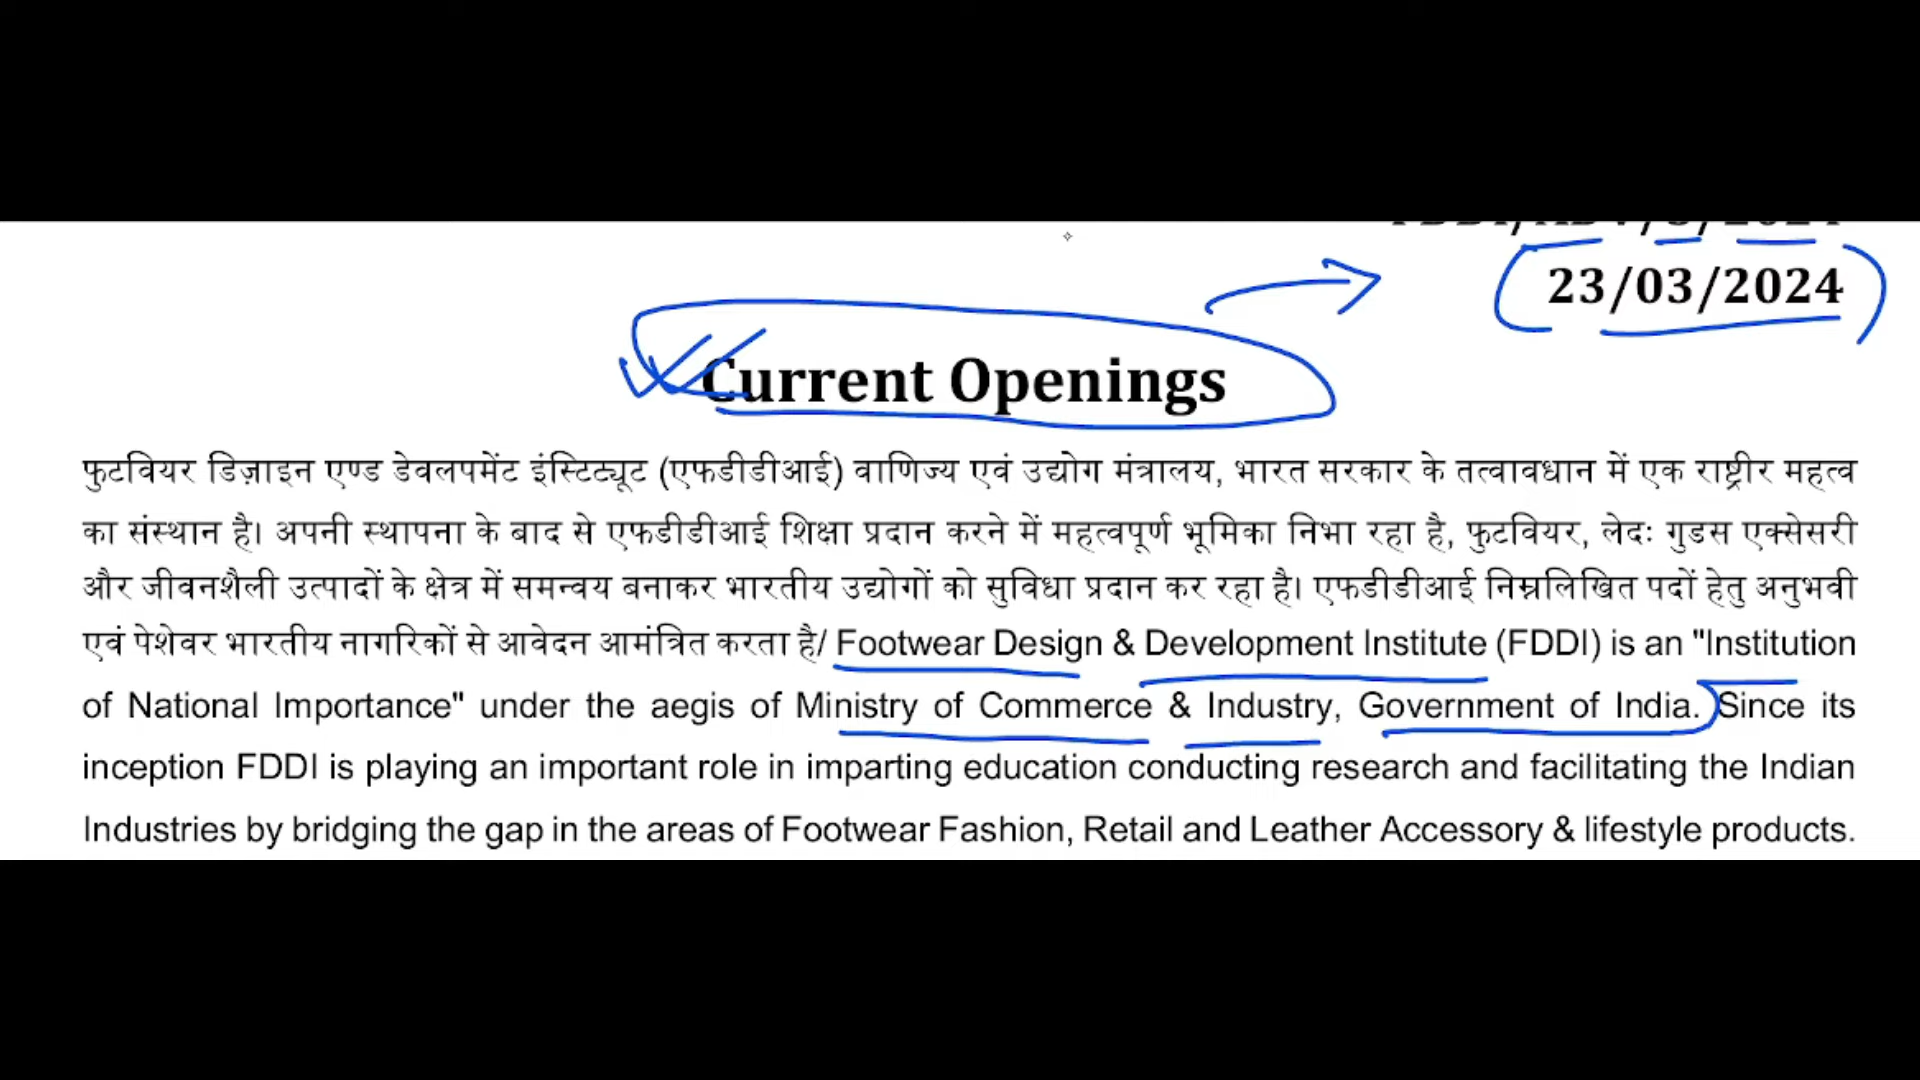 23/03/2024
Current Openings
फुटवियर डिज़ाइन एण्ड डेवलपमेंट इंस्टिट्यूट (एफडीडीआई) वाणिज्य एवं उद्योग मंत्रालय, भारत सरकार के तत्वावधान में एक राष्ट्रीर महत्व
का संस्थान है। अपनी स्थापना के बाद से एफडीडीआई शिक्षा प्रदान करने में महत्वपूर्ण भूमिका निभा रहा है, फुटवियर, लेदः गुडस एक्सेसरी
और जीवनशैली उत्पादों के क्षेत्र में समन्वय बनाकर भारतीय उद्योगों को सुविधा प्रदान कर रहा है। एफडीडीआई निम्नलिखित पदों हेतु अनुभवी
एवं पेशेवर भारतीय नागरिकों से आवेदन आमंत्रित करता है/ Footwear Design & Development Institute (FDDI) is an "Institution
of National Importance" under the aegis of Ministry of Commerce & Industry, Government of India. Since its
inception FDDI is playing an important role in imparting education conducting research and facilitating the Indian
Industries by bridging the gap in the areas of Footwear Fashion, Retail and Leather Accessory & lifestyle products.